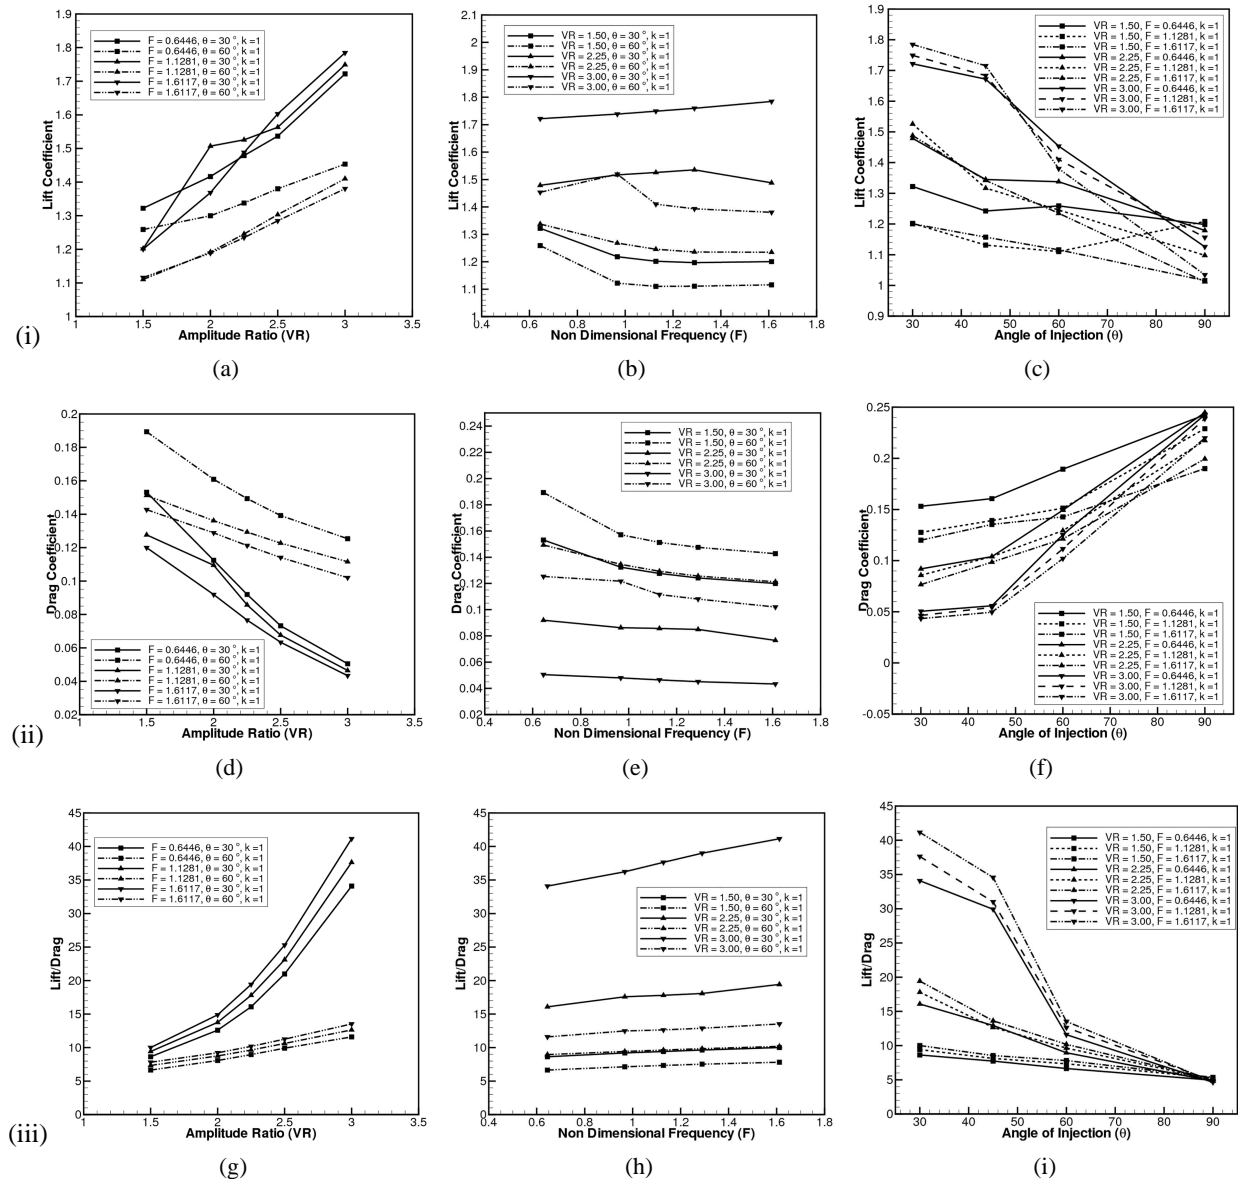 1.9
1.8
1.7
1.6
1.5
1.4
1.3
1.2
1.1
1
Lift Coefficient
F = 0.6446, θ = 30°, k=1
F = 0.6446, θ = 60°, k=1
F = 1.1281, θ = 30°, k=1
F = 1.1281, θ = 60°, k=1
F = 1.6117, θ = 30°, k=1
F = 1.6117, θ = 60°, k=1
1 1.5 2 2.5 3 3.5
Amplitude Ratio (VR)
(i)
(a)
2.1
2
1.9
1.8
1.7
1.6
1.5
1.4
1.3
1.2
1.1
1
Lift Coefficient
VR = 1.50, θ = 30°, k=1
VR = 1.50, θ = 60°, k=1
VR = 2.25, θ = 30°, k=1
VR = 2.25, θ = 60°, k=1
VR = 3.00, θ = 30°, k=1
VR = 3.00, θ = 60°, k=1
0.4 0.6 0.8 1 1.2 1.4 1.6 1.8
Non Dimensional Frequency (F)
(b)
1.9
1.8
1.7
1.6
1.5
1.4
1.3
1.2
1.1
1
0.9
Lift Coefficient
VR = 1.50, F = 0.6446, k=1
VR = 1.50, F = 1.1281, k=1
VR = 1.50, F = 1.6117, k=1
VR = 2.25, F = 0.6446, k=1
VR = 2.25, F = 1.1281, k=1
VR = 2.25, F = 1.6117, k=1
VR = 3.00, F = 0.6446, k=1
VR = 3.00, F = 1.1281, k=1
VR = 3.00, F = 1.6117, k=1
30 40 50 60 70 80 90
Angle of Injection (θ)
(c)
0.2
0.18
0.16
0.14
0.12
0.1
0.08
0.06
0.04
0.02
Drag Coefficient
F = 0.6446, θ = 30°, k=1
F = 0.6446, θ = 60°, k=1
F = 1.1281, θ = 30°, k=1
F = 1.1281, θ = 60°, k=1
F = 1.6117, θ = 30°, k=1
F = 1.6117, θ = 60°, k=1
1 1.5 2 2.5 3 3.5
Amplitude Ratio (VR)
(ii)
(d)
0.24
0.22
0.2
0.18
0.16
0.14
0.12
0.1
0.08
0.06
0.04
0.02
Drag Coefficient
VR = 1.50, θ = 30°, k=1
VR = 1.50, θ = 60°, k=1
VR = 2.25, θ = 30°, k=1
VR = 2.25, θ = 60°, k=1
VR = 3.00, θ = 30°, k=1
VR = 3.00, θ = 60°, k=1
0.4 0.6 0.8 1 1.2 1.4 1.6 1.8
Non Dimensional Frequency (F)
(e)
0.25
0.2
0.15
0.1
0.05
0
-0.05
Drag Coefficient
VR = 1.50, F = 0.6446, k=1
VR = 1.50, F = 1.1281, k=1
VR = 1.50, F = 1.6117, k=1
VR = 2.25, F = 0.6446, k=1
VR = 2.25, F = 1.1281, k=1
VR = 2.25, F = 1.6117, k=1
VR = 3.00, F = 0.6446, k=1
VR = 3.00, F = 1.1281, k=1
VR = 3.00, F = 1.6117, k=1
30 40 50 60 70 80 90
Angle of Injection (θ)
(f)
45
40
35
30
25
20
15
10
5
0
Lift/Drag
F = 0.6446, θ = 30°, k=1
F = 0.6446, θ = 60°, k=1
F = 1.1281, θ = 30°, k=1
F = 1.1281, θ = 60°, k=1
F = 1.6117, θ = 30°, k=1
F = 1.6117, θ = 60°, k=1
1 1.5 2 2.5 3 3.5
Amplitude Ratio (VR)
(iii)
(g)
45
40
35
30
25
20
15
10
5
0
Lift/Drag
VR = 1.50, θ = 30°, k=1
VR = 1.50, θ = 60°, k=1
VR = 2.25, θ = 30°, k=1
VR = 2.25, θ = 60°, k=1
VR = 3.00, θ = 30°, k=1
VR = 3.00, θ = 60°, k=1
0.4 0.6 0.8 1 1.2 1.4 1.6 1.8
Non Dimensional Frequency (F)
(h)
45
40
35
30
25
20
15
10
5
0
Lift/Drag
VR = 1.50, F = 0.6446, k=1
VR = 1.50, F = 1.1281, k=1
VR = 1.50, F = 1.6117, k=1
VR = 2.25, F = 0.6446, k=1
VR = 2.25, F = 1.1281, k=1
VR = 2.25, F = 1.6117, k=1
VR = 3.00, F = 0.6446, k=1
VR = 3.00, F = 1.1281, k=1
VR = 3.00, F = 1.6117, k=1
30 40 50 60 70 80 90
Angle of Injection (θ)
(i)